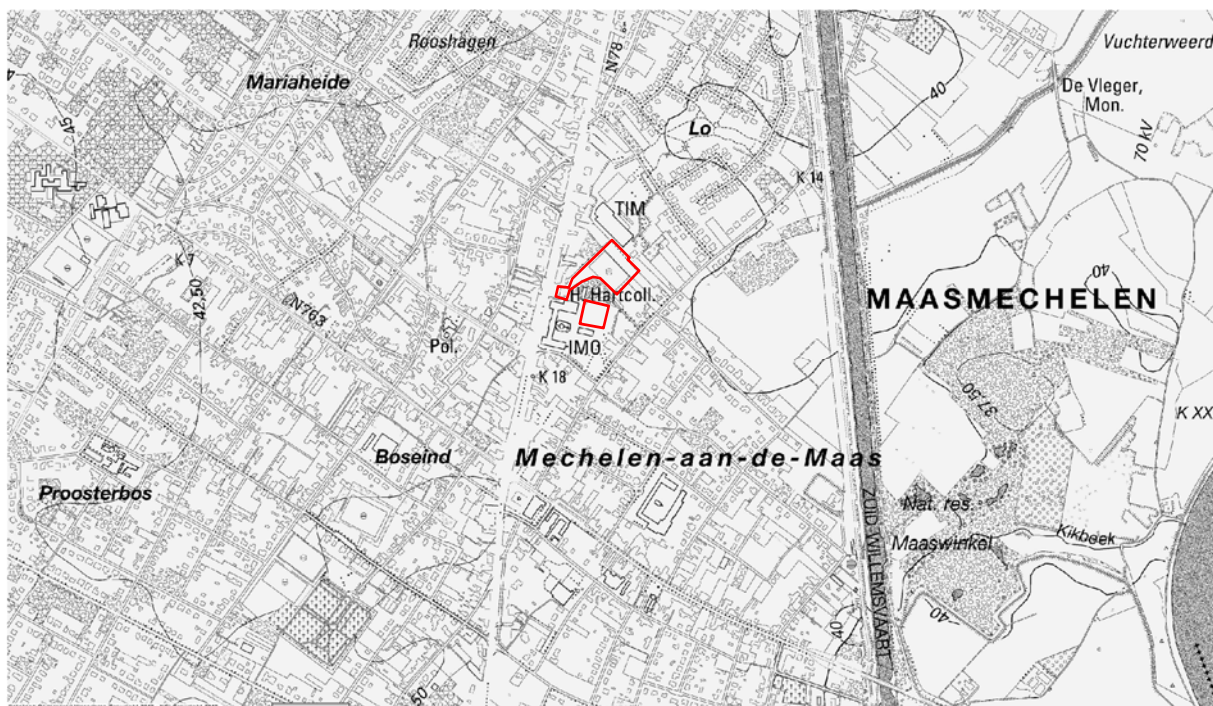 Rooshagen
N78
Vuchterweerd
Mariaheide
De Vleger,
Mon.
40
45
Lo
70 kV
K 14
TIM
K 7
40
42,50
H. Hartcoll.
MAASMECHELEN
N763
Pol.
IMO
K 18
37,50
K XX
Boseind
Mechelen-aan-de-Maas
Proosterbos
Nat. res.
ZUID-WILLEMSVAART
Kikbeek
Maaswinkel
40
40
50